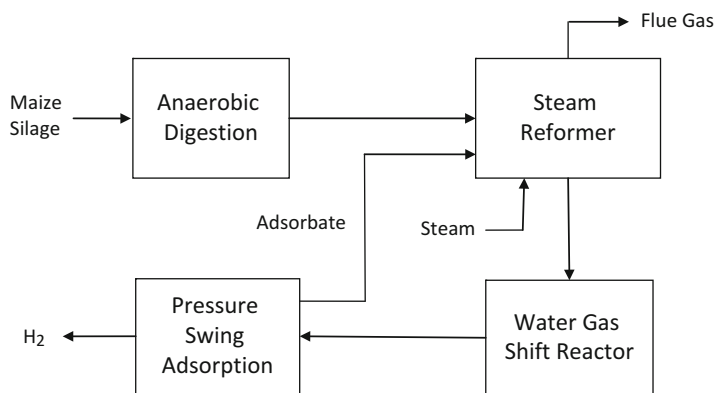 Flue Gas
Maize
Silage
Anaerobic
Digestion
Steam
Reformer
Adsorbate
Steam
H2
Pressure
Swing
Adsorption
Water Gas
Shift Reactor